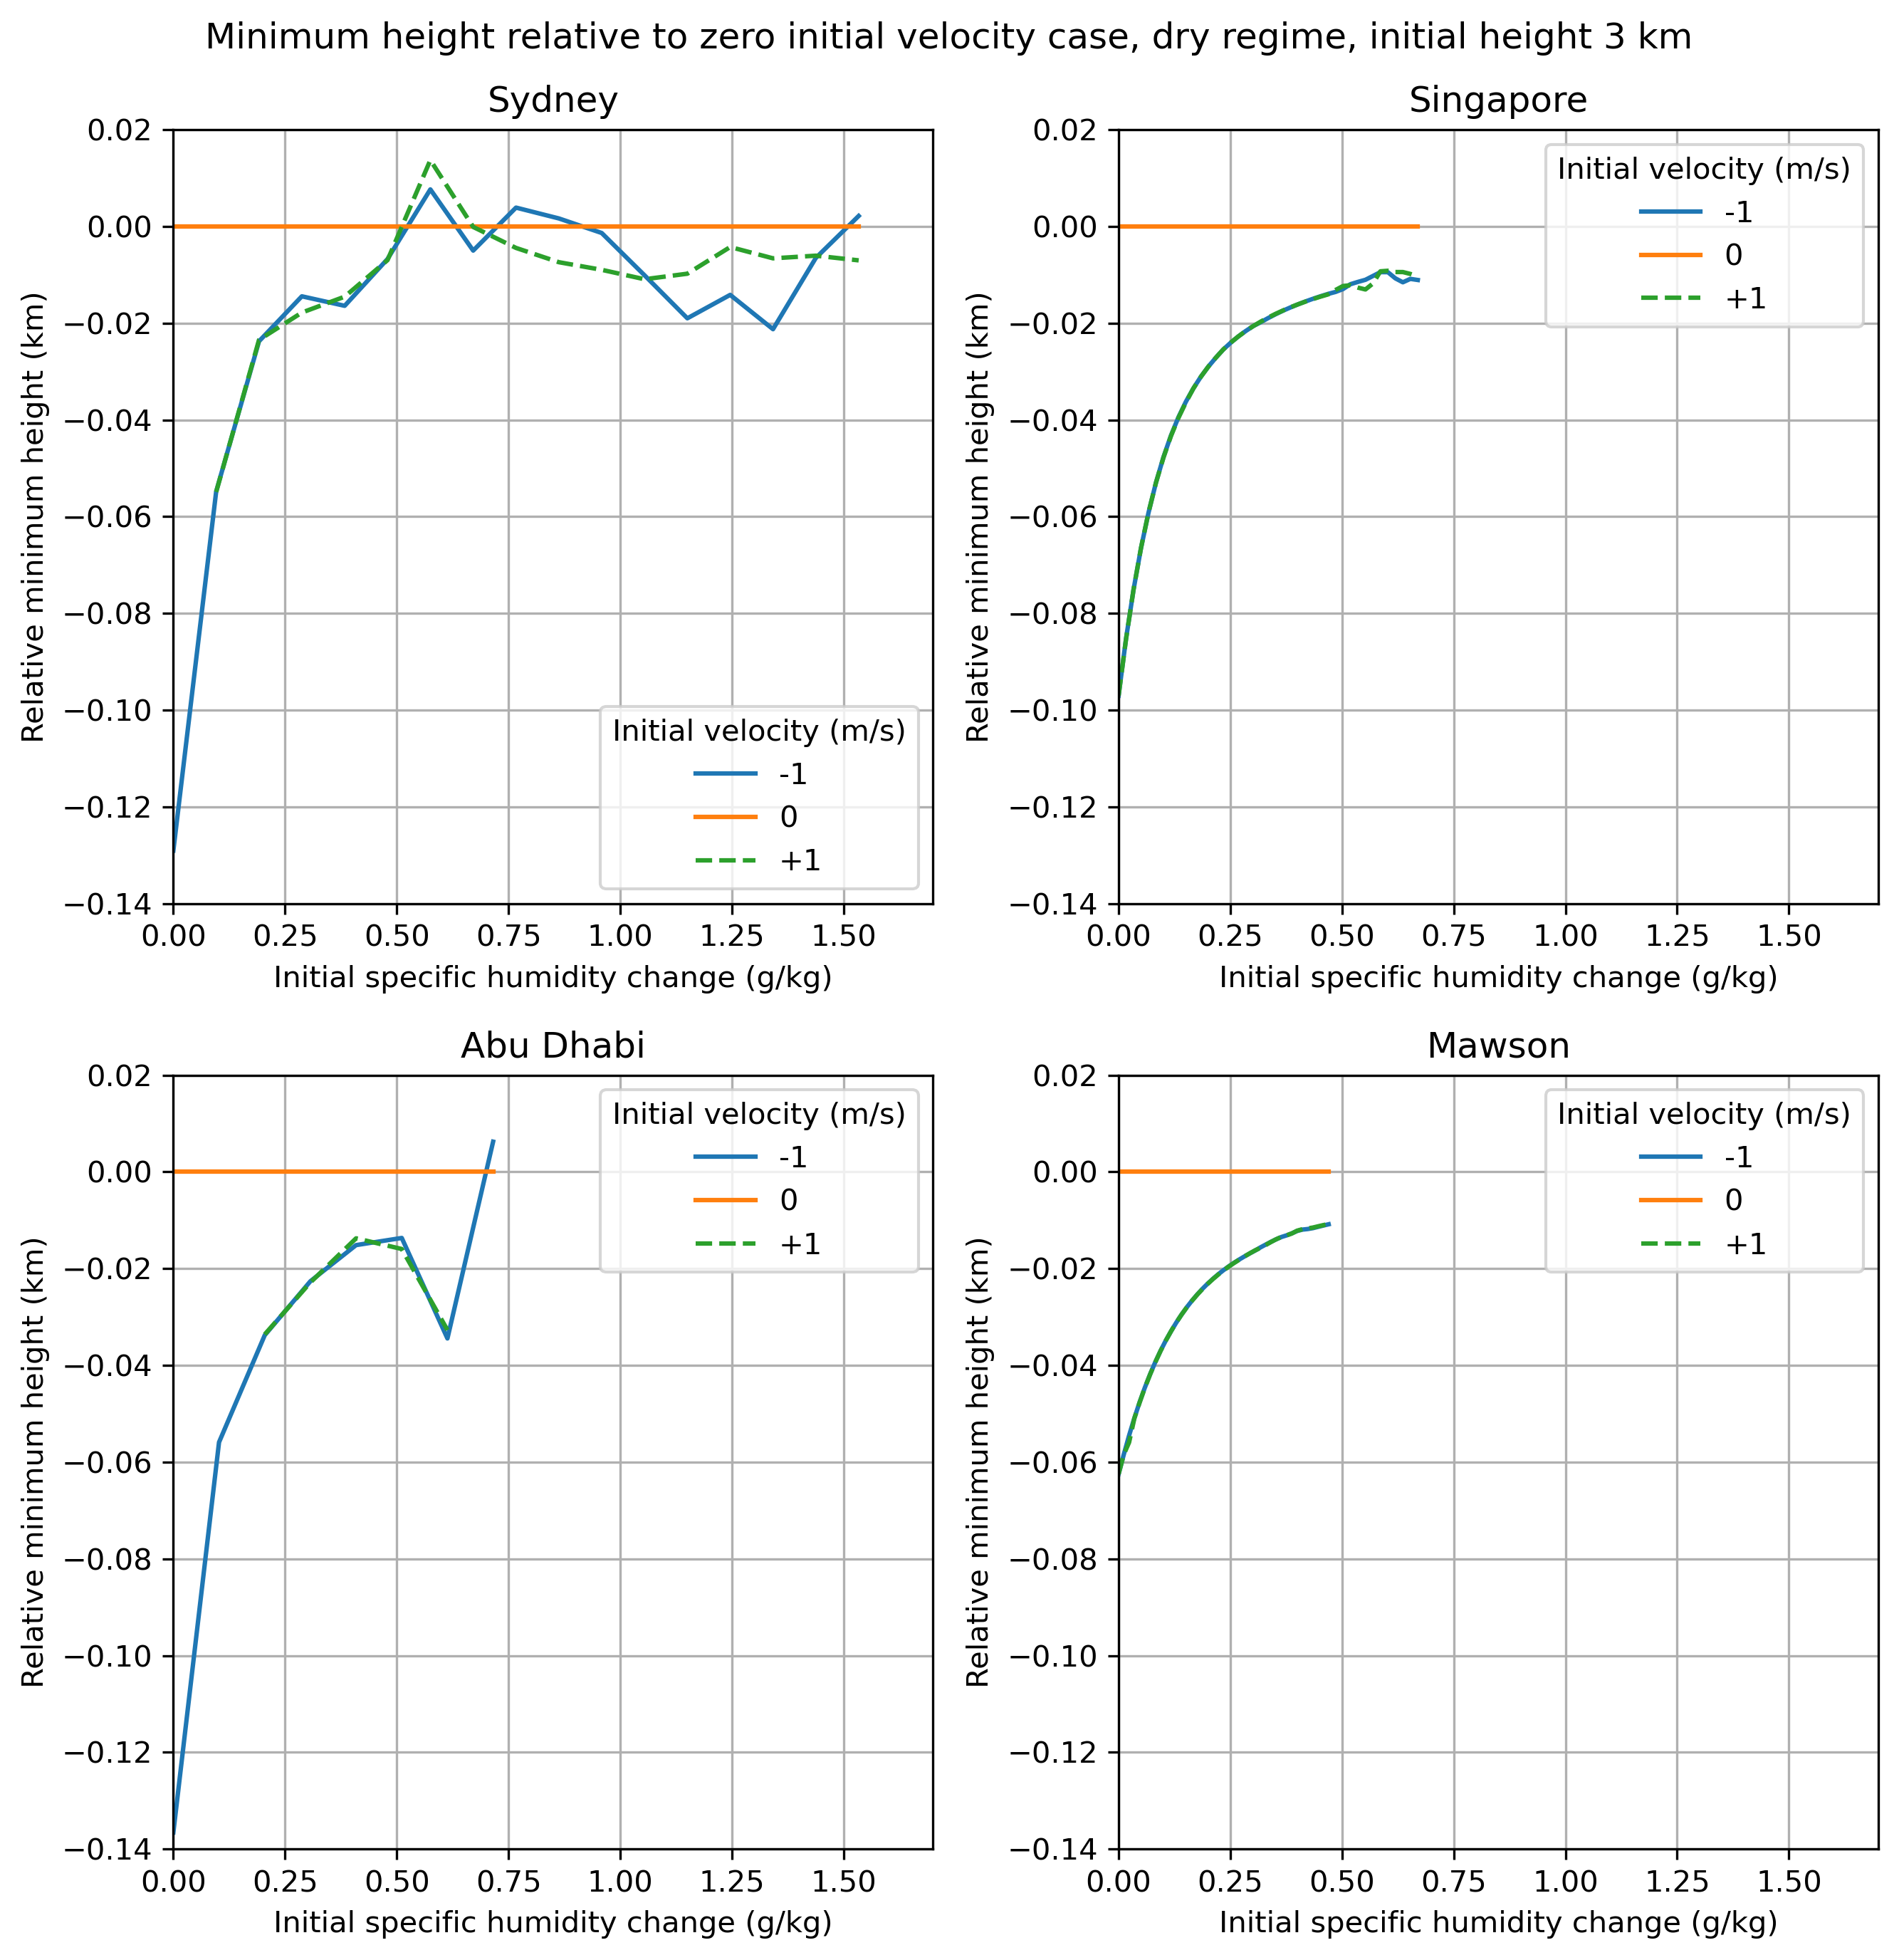 Minimum height relative to zero initial velocity case, dry regime, initial height 3 km
Sydney
0.02
0.00
−0.02
−0.04
−0.06
−0.08
−0.10
−0.12
−0.14
Relative minimum height (km)
Initial velocity (m/s)
-1
0
+1
0.00 0.25 0.50 0.75 1.00 1.25 1.50
Initial specific humidity change (g/kg)
Singapore
0.02
0.00
−0.02
−0.04
−0.06
−0.08
−0.10
−0.12
−0.14
Relative minimum height (km)
Initial velocity (m/s)
-1
0
+1
0.00 0.25 0.50 0.75 1.00 1.25 1.50
Initial specific humidity change (g/kg)
Abu Dhabi
0.02
0.00
−0.02
−0.04
−0.06
−0.08
−0.10
−0.12
−0.14
Relative minimum height (km)
Initial velocity (m/s)
-1
0
+1
0.00 0.25 0.50 0.75 1.00 1.25 1.50
Initial specific humidity change (g/kg)
Mawson
0.02
0.00
−0.02
−0.04
−0.06
−0.08
−0.10
−0.12
−0.14
Relative minimum height (km)
Initial velocity (m/s)
-1
0
+1
0.00 0.25 0.50 0.75 1.00 1.25 1.50
Initial specific humidity change (g/kg)